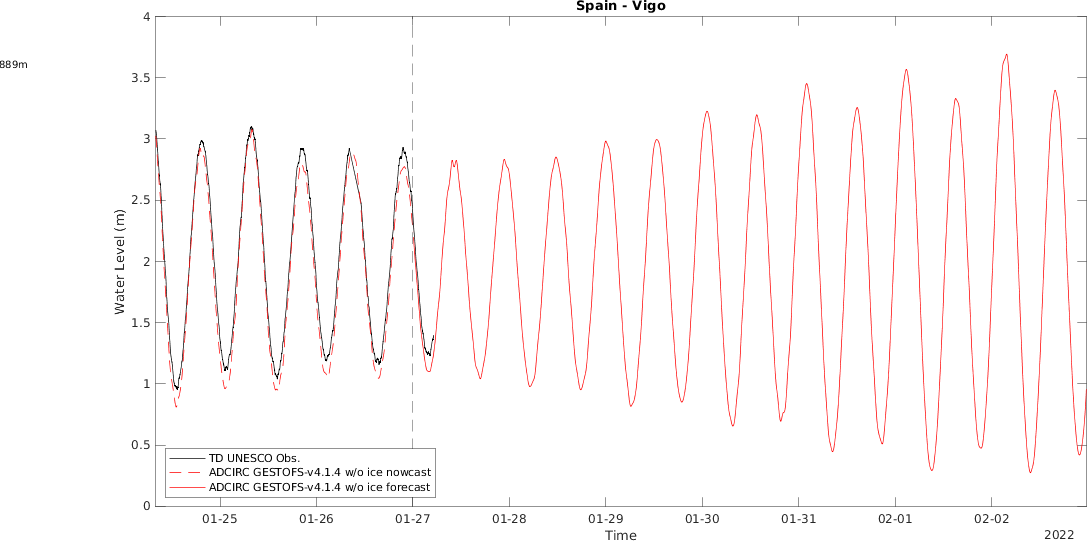 Spain - Vigo
889m
4
3.5
3
2.5
2
1.5
1
0.5
0
Water Level (m)
TD UNESCO Obs.
ADCIRC GESTOFS-v4.1.4 w/o ice nowcast
ADCIRC GESTOFS-v4.1.4 w/o ice forecast
01-25 01-26 01-27 01-28 01-29 01-30 01-31 02-01 02-02
Time
2022